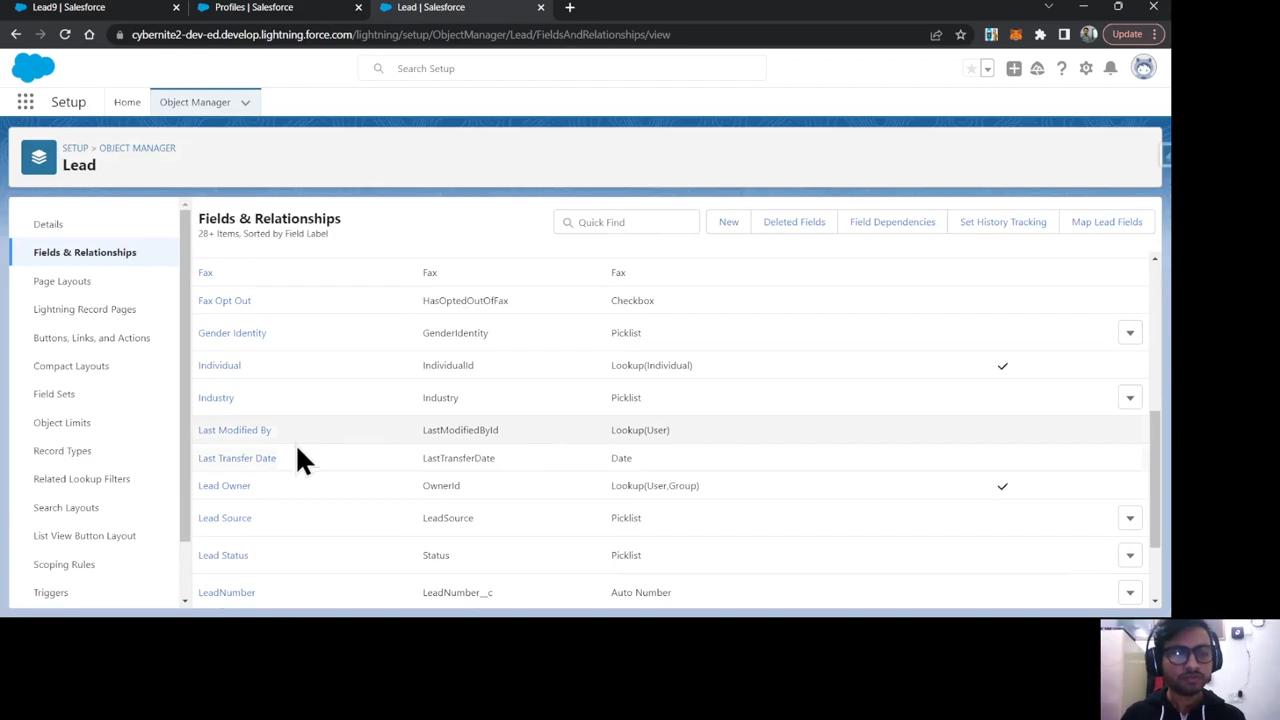 Lead9 | Salesforce
Profiles | Salesforce
Lead | Salesforce
cybernite2-dev-ed.develop.lightning.force.com/lightning/setup/ObjectManager/Lead/FieldsAndRelationships/view
Update
Search Setup
Setup
Home
Object Manager
SETUP > OBJECT MANAGER
Lead
Details
Fields & Relationships
Page Layouts
Lightning Record Pages
Buttons, Links, and Actions
Compact Layouts
Field Sets
Object Limits
Record Types
Related Lookup Filters
Search Layouts
List View Button Layout
Scoping Rules
Triggers
Fields & Relationships
28+ Items, Sorted by Field Label
Quick Find
New
Deleted Fields
Field Dependencies
Set History Tracking
Map Lead Fields
Fax Fax Fax
Fax Opt Out HasOptedOutOfFax Checkbox
Gender Identity GenderIdentity Picklist
Individual IndividualId Lookup(Individual)
Industry Industry Picklist
Last Modified By LastModifiedById Lookup(User)
Last Transfer Date LastTransferDate Date
Lead Owner OwnerId Lookup(User,Group)
Lead Source LeadSource Picklist
Lead Status Status Picklist
LeadNumber LeadNumber__c Auto Number